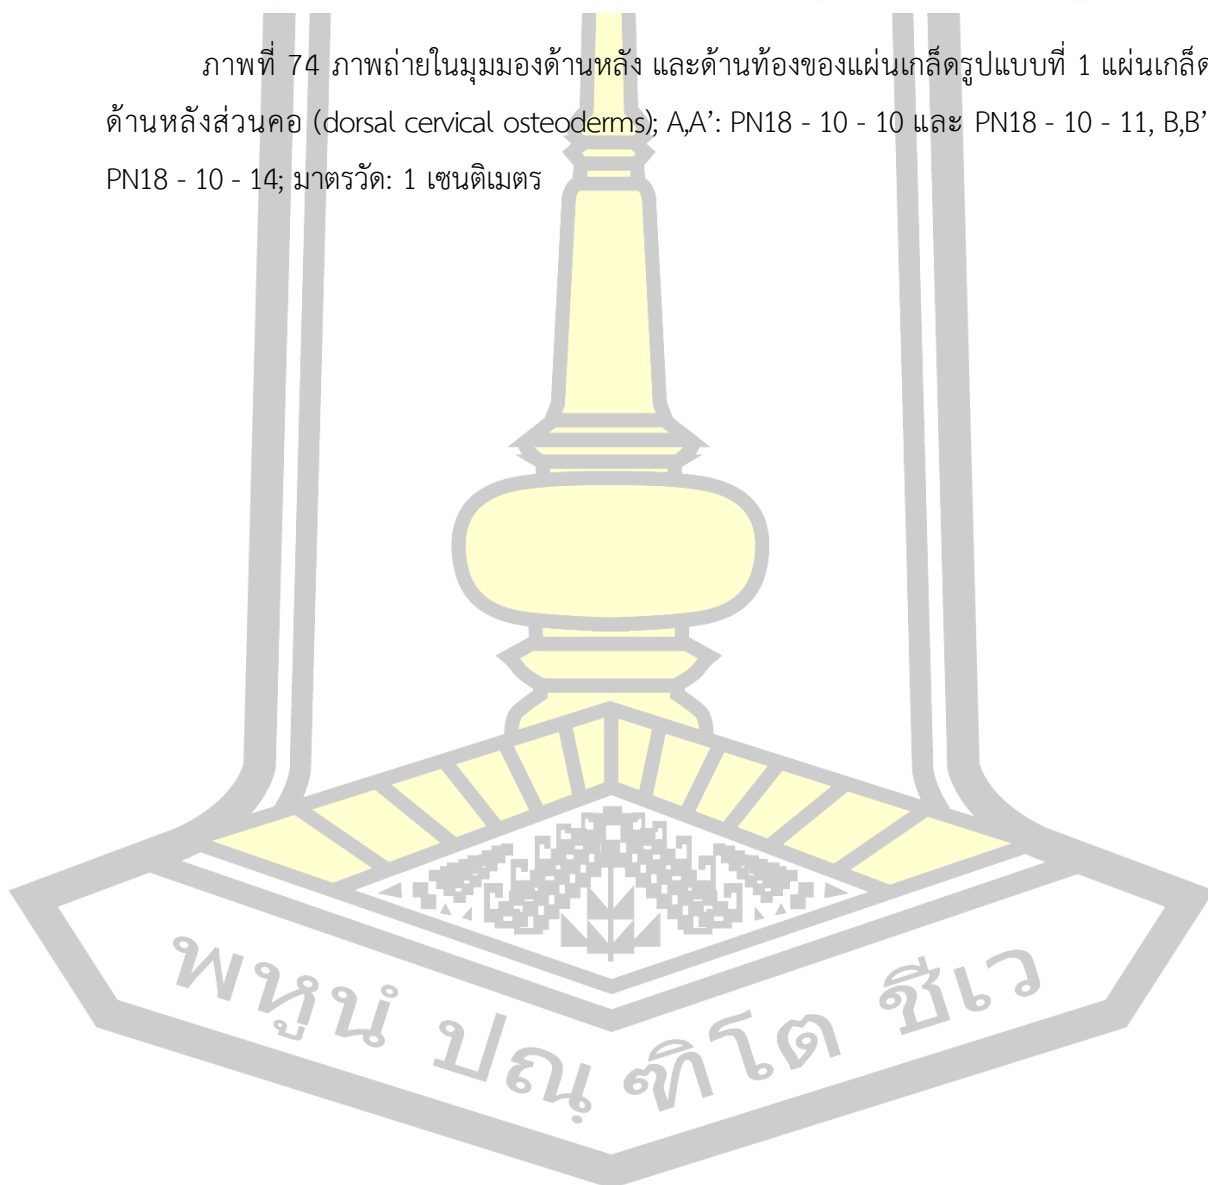 ภาพที่ 74 ภาพถ่ายในมุมมองด้านหลัง และด้านท้องของแผ่นเกล็ดรูปแบบที่ 1 แผ่นเกล็ด
ด้านหลังส่วนคอ (dorsal cervical osteoderms); A,A’: PN18 - 10 - 10 และ PN18 - 10 - 11, B,B’
PN18 - 10 - 14; มาตรวัด: 1 เซนติเมตร
พหูนํ ปณฺฑิโต ชีเว